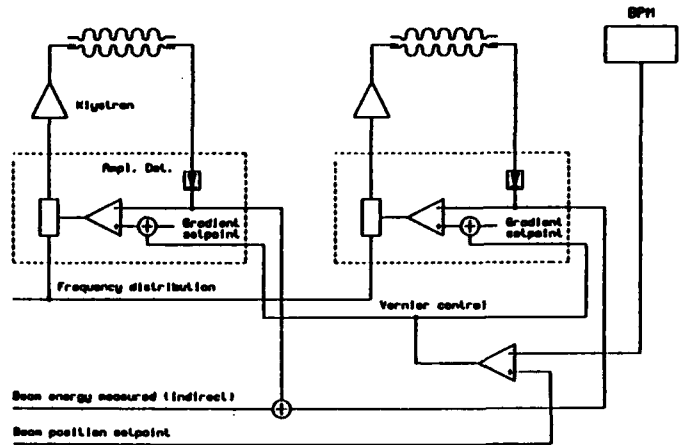 BPM
Klystron
Ampl. Det.
Gradient
setpoint
Gradient
setpoint
Frequency distribution
Vernier control
Beam energy measured (indirect)
Beam position setpoint